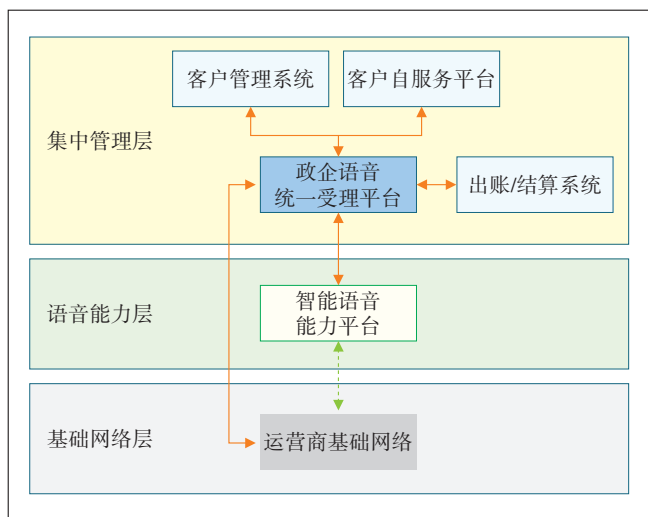 客户管理系统
客户自服务平台
集中管理层
政企语音
统一受理平台
出账/结算系统
语音能力层
智能语音
能力平台
基础网络层
运营商基础网络